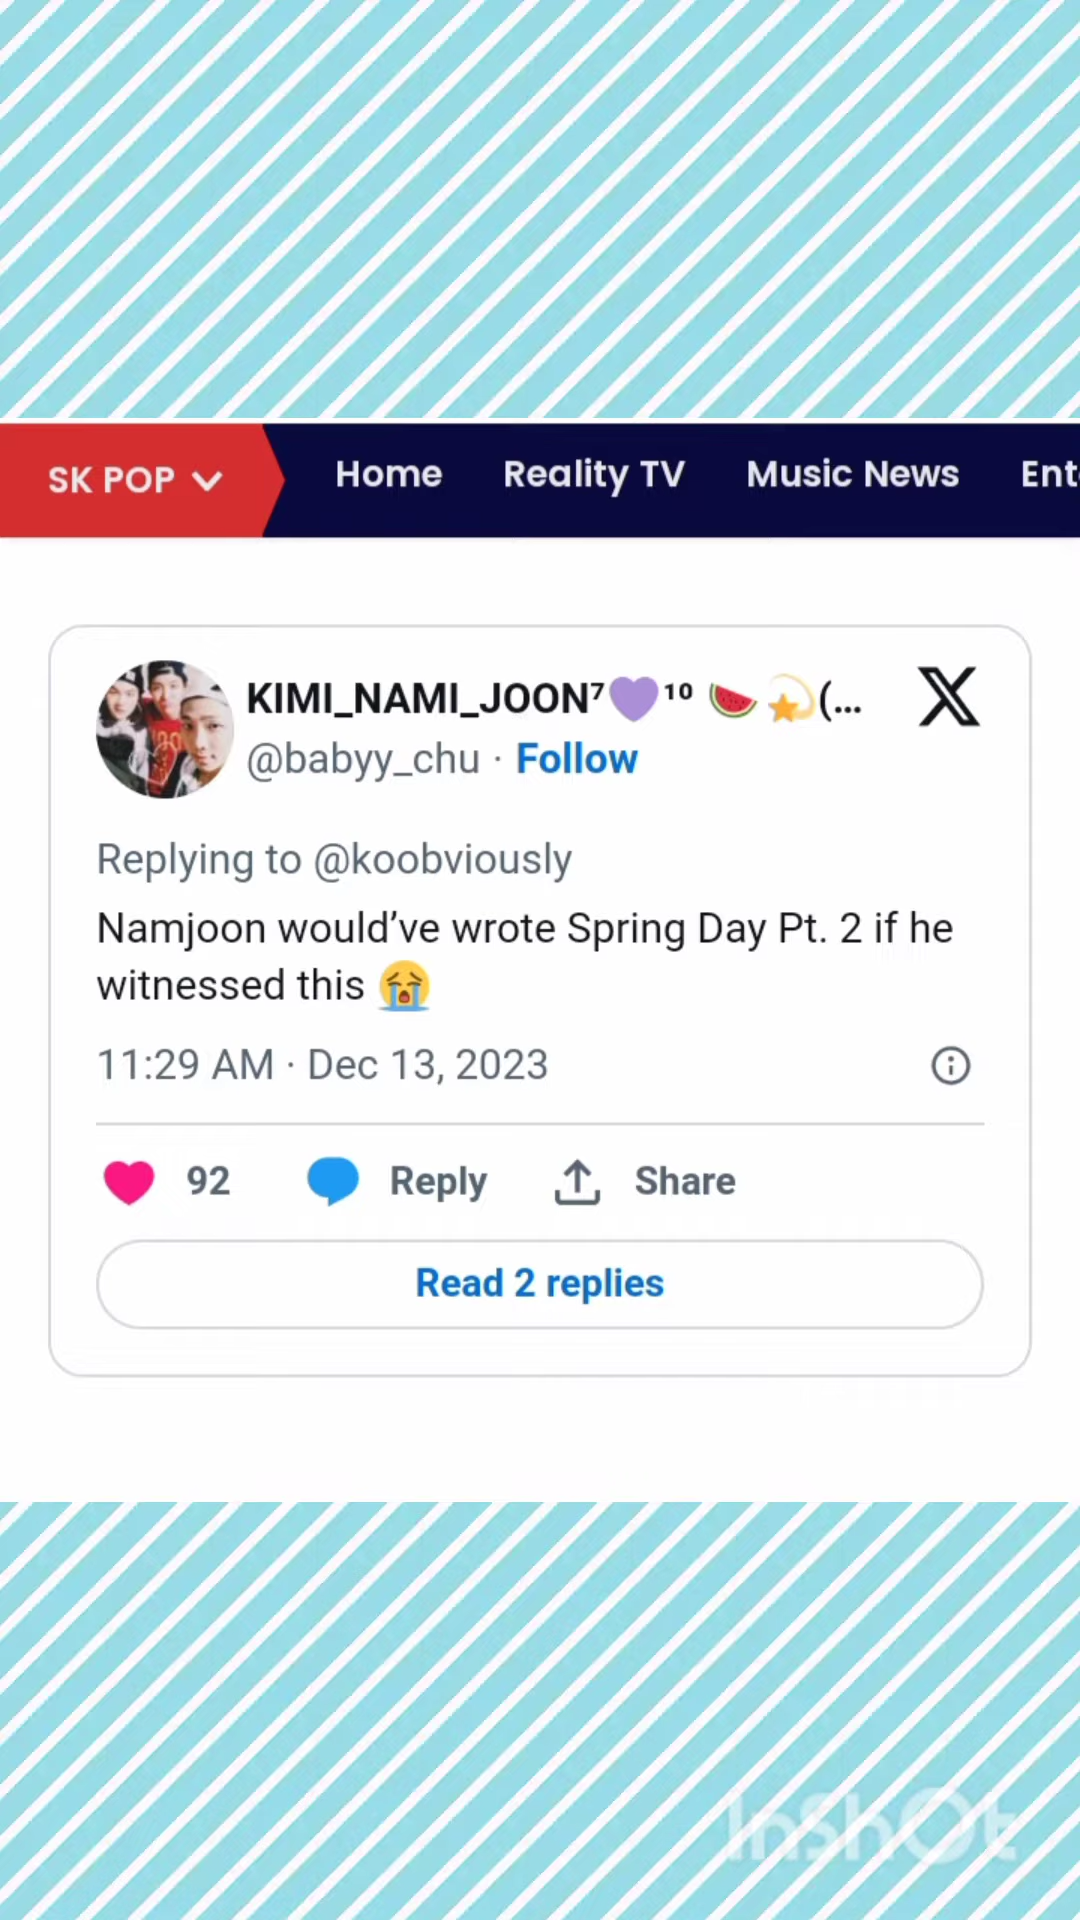 SK POP
Home
Reality TV
Music News
Ent
KIMI_NAMI_JOON⁷💜¹⁰ 🍉 💫(…
@babyy_chu · Follow
Replying to @koobviously
Namjoon would’ve wrote Spring Day Pt. 2 if he
witnessed this 😭
11:29 AM · Dec 13, 2023
92
Reply
Share
Read 2 replies
InShOt